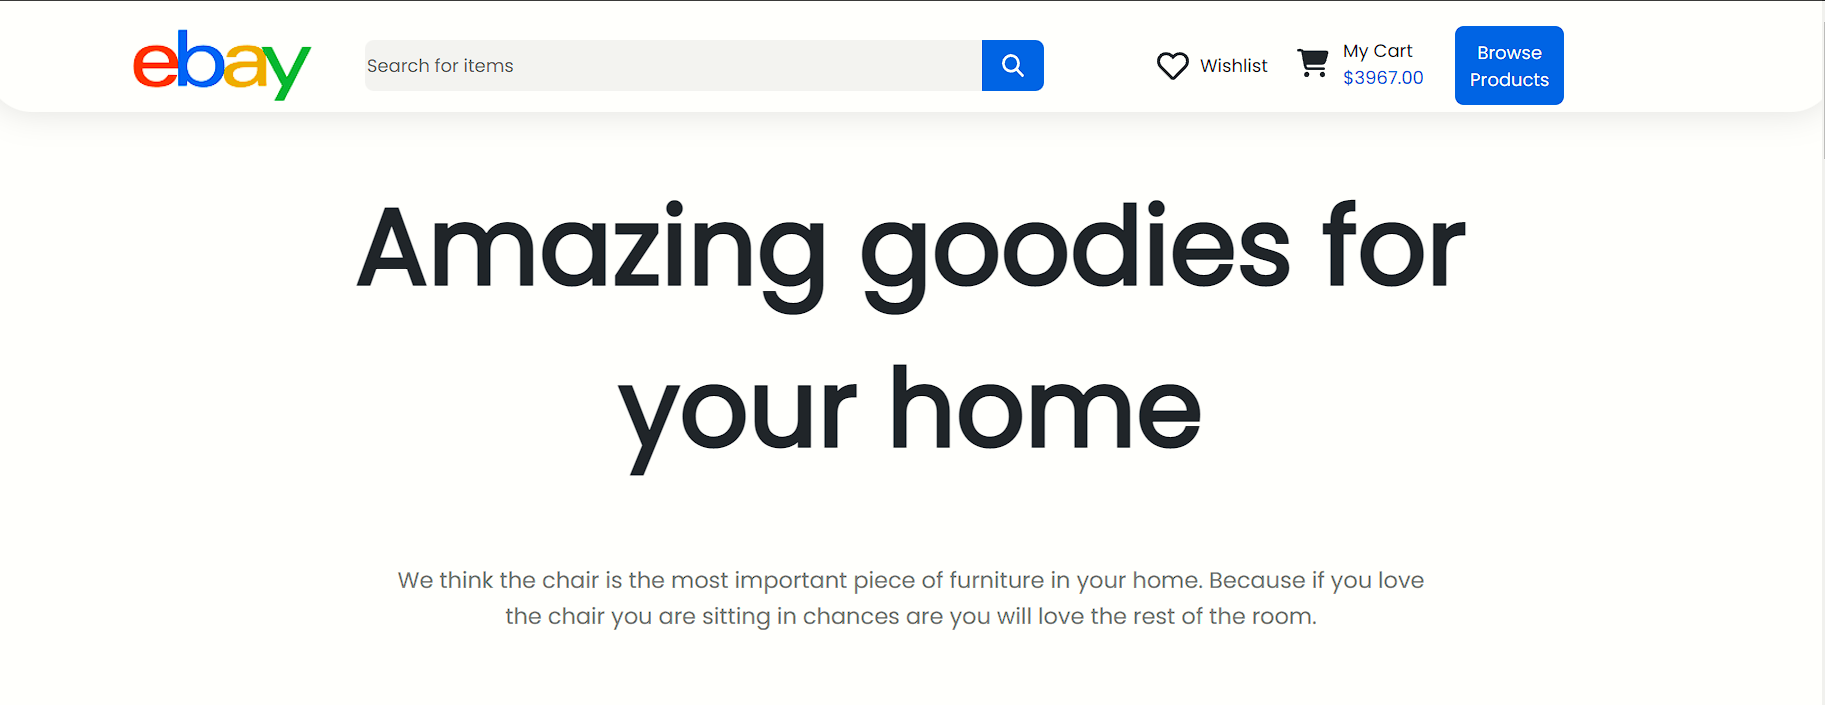 ebay
Search for items
Wishlist
My Cart
$3967.00
Browse
Products
Amazing goodies for
your home
We think the chair is the most important piece of furniture in your home. Because if you love
the chair you are sitting in chances are you will love the rest of the room.